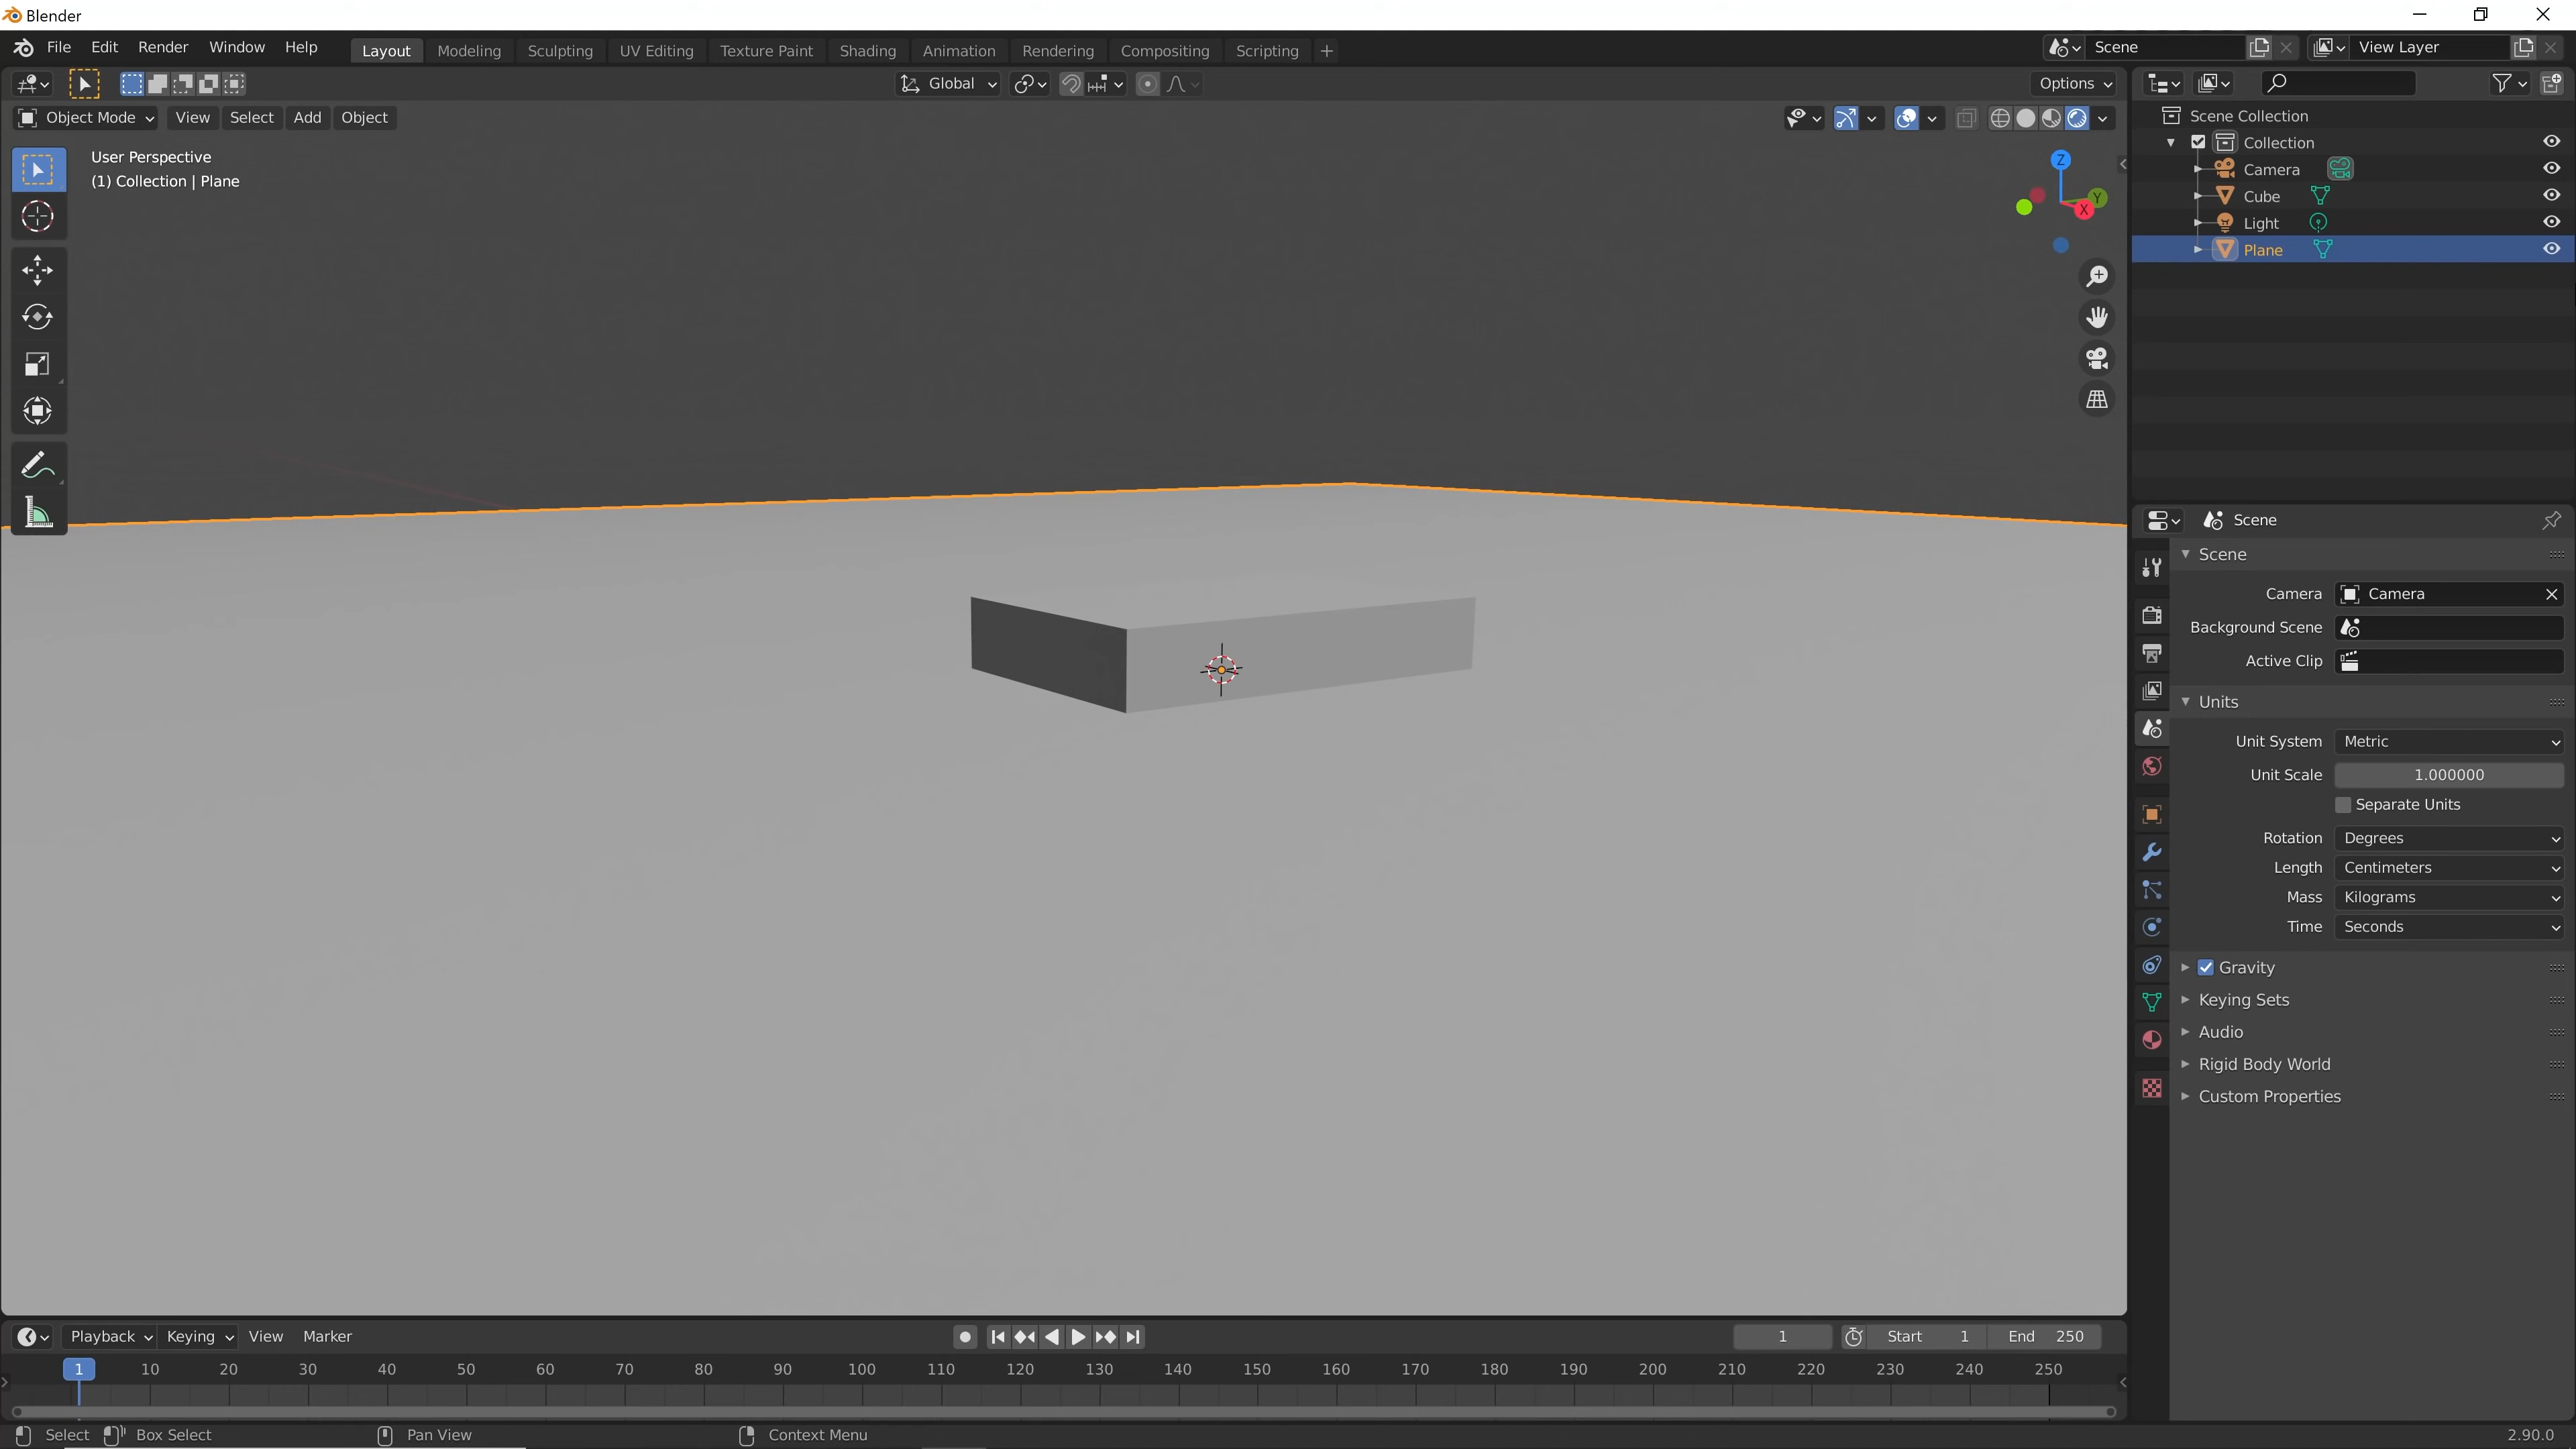 Blender
File Edit Render Window Help Layout Modeling Sculpting UV Editing Texture Paint Shading Animation Rendering Compositing Scripting + Scene View Layer
Global Options
Object Mode View Select Add Object
User Perspective
(1) Collection | Plane
Z
Y
X
Scene Collection
Collection
Camera
Cube
Light
Plane
Scene
Scene
Camera Camera
Background Scene
Active Clip
Units
Unit System Metric
Unit Scale 1.000000
Separate Units
Rotation Degrees
Length Centimeters
Mass Kilograms
Time Seconds
Gravity
Keying Sets
Audio
Rigid Body World
Custom Properties
Playback Keying View Marker 1 Start 1 End 250
1 10 20 30 40 50 60 70 80 90 100 110 120 130 140 150 160 170 180 190 200 210 220 230 240 250
Select Box Select Pan View Context Menu 2.90.0